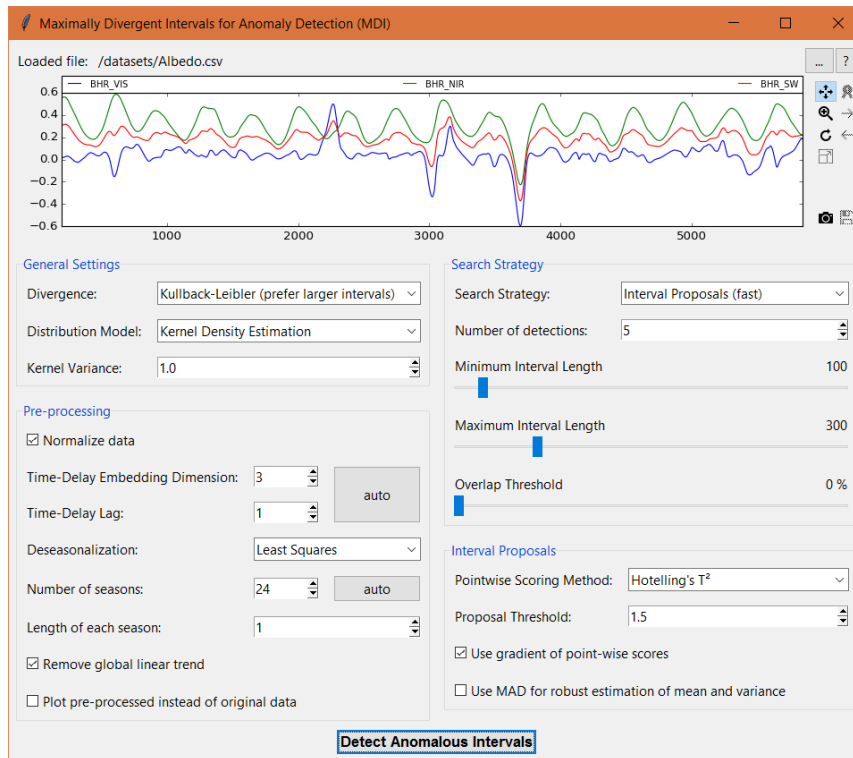 Maximally Divergent Intervals for Anomaly Detection (MDI)
Loaded file: /datasets/Albedo.csv
... ?
BHR_VIS BHR_NIR BHR_SW
0.6
0.4
0.2
0.0
−0.2
−0.4
−0.6
1000 2000 3000 4000 5000
General Settings
Divergence: Kullback-Leibler (prefer larger intervals)
Distribution Model: Kernel Density Estimation
Kernel Variance: 1.0
Pre-processing
Normalize data
Time-Delay Embedding Dimension: 3
auto
Time-Delay Lag: 1
Deseasonalization: Least Squares
Number of seasons: 24 auto
Length of each season: 1
Remove global linear trend
Plot pre-processed instead of original data
Search Strategy
Search Strategy: Interval Proposals (fast)
Number of detections: 5
Minimum Interval Length 100
Maximum Interval Length 300
Overlap Threshold 0 %
Interval Proposals
Pointwise Scoring Method: Hotelling's T²
Proposal Threshold: 1.5
Use gradient of point-wise scores
Use MAD for robust estimation of mean and variance
Detect Anomalous Intervals